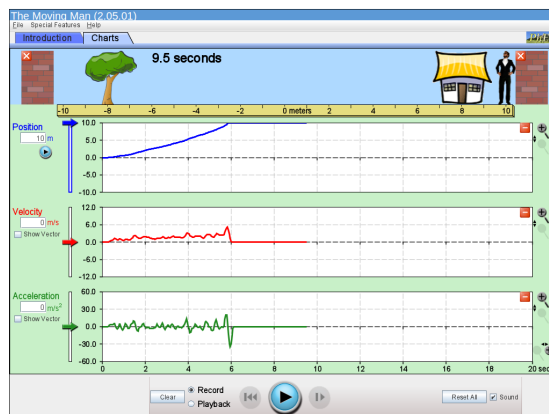 The Moving Man (2.05.01)
File Special Features Help
Introduction Charts
9.5 seconds
-10 -8 -6 -4 -2 0 meters 2 4 6 8 10
Position
10 m
10.0
5.0
0.0
-5.0
-10.0
Velocity
0 m/s
Show Vector
12.0
6.0
0.0
-6.0
-12.0
Acceleration
0 m/s²
Show Vector
60.0
30.0
0.0
-30.0
-60.0
0 2 4 6 8 10 12 14 16 18 20 sec
Clear Record Reset All Sound
Playback